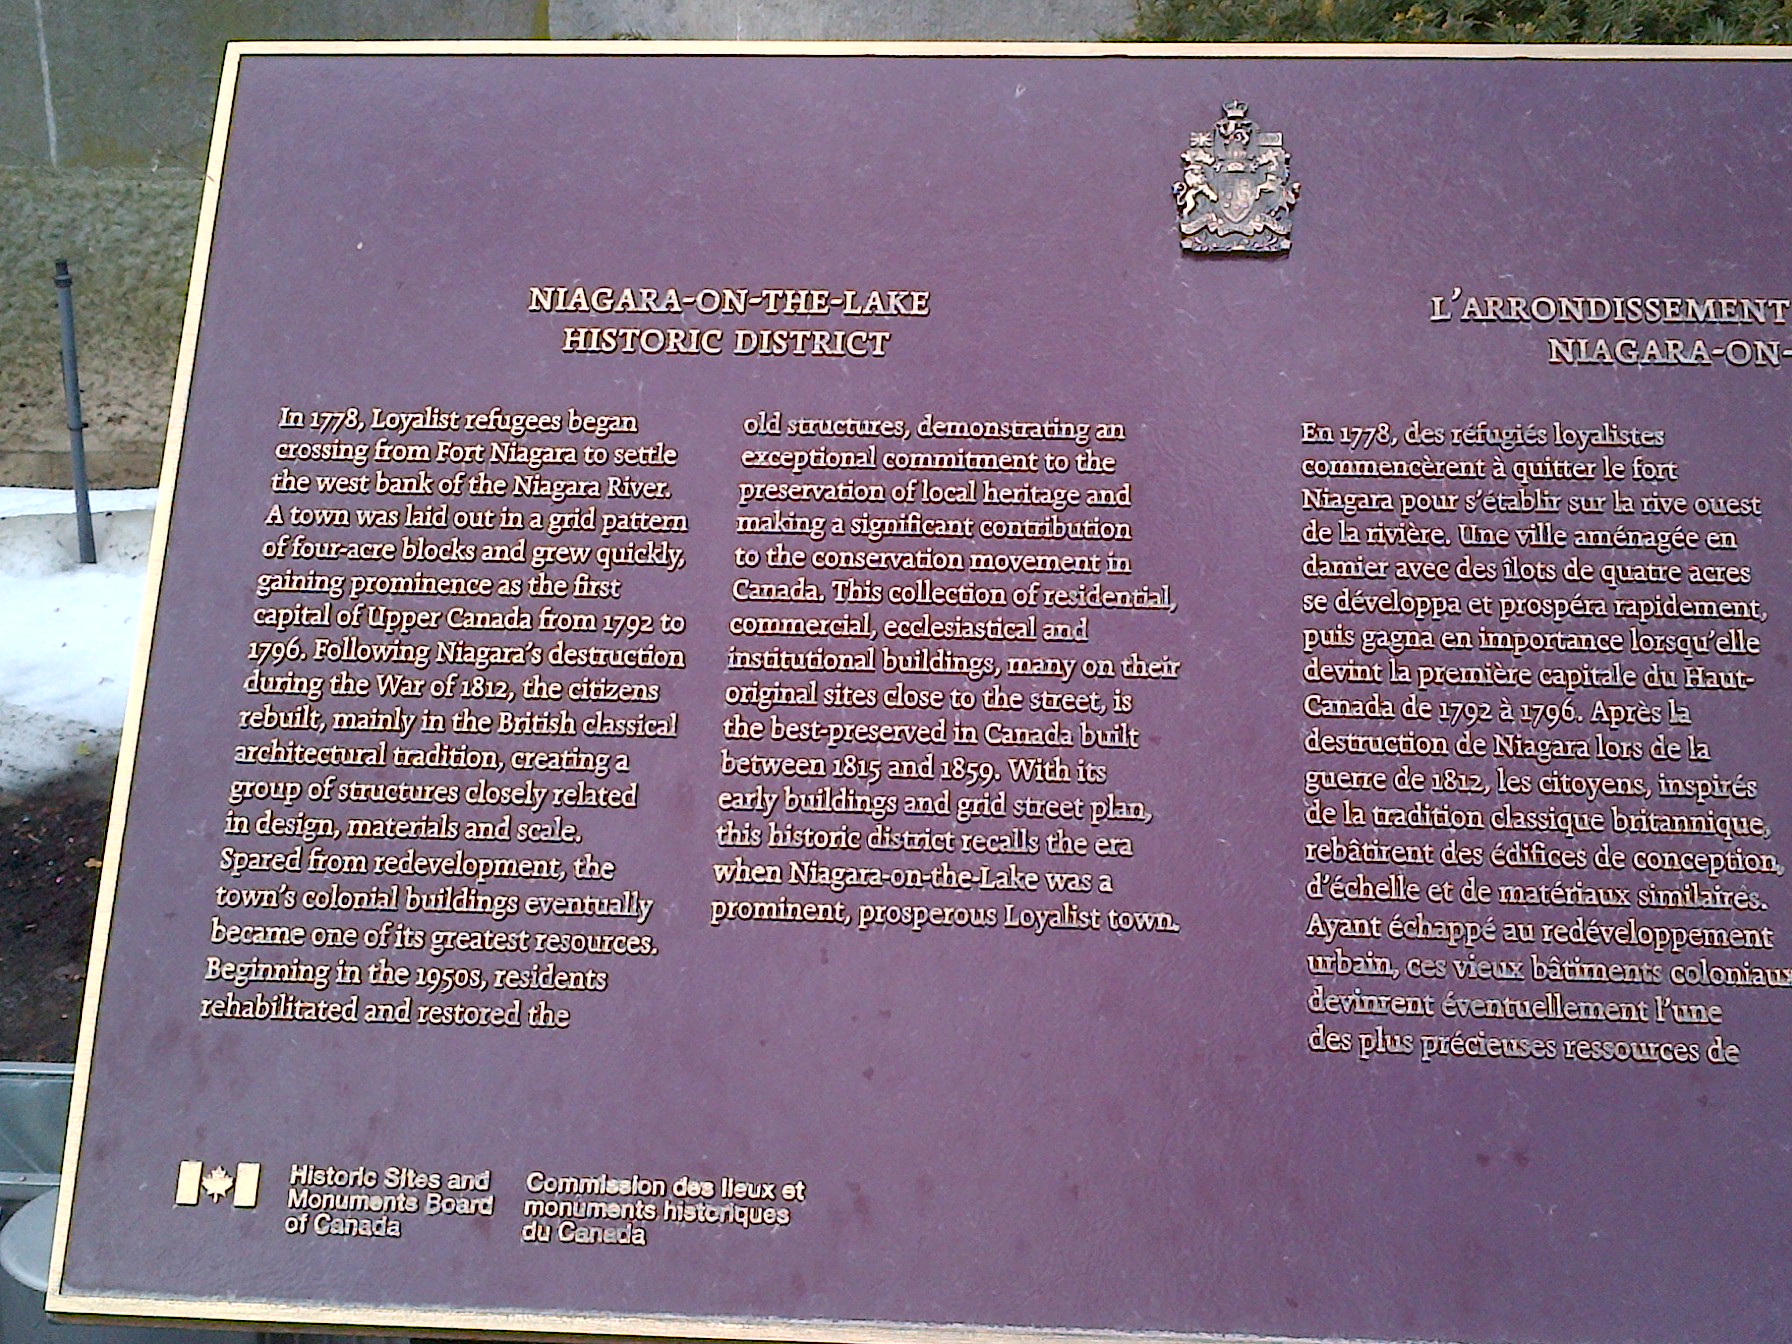 NIAGARA-ON-THE-LAKE
HISTORIC DISTRICT
In 1778, Loyalist refugees began
crossing from Fort Niagara to settle
the west bank of the Niagara River.
A town was laid out in a grid pattern
of four-acre blocks and grew quickly,
gaining prominence as the first
capital of Upper Canada from 1792 to
1796. Following Niagara's destruction
during the War of 1812, the citizens
rebuilt, mainly in the British classical
architectural tradition, creating a
group of structures closely related
in design, materials and scale.
Spared from redevelopment, the
town's colonial buildings eventually
became one of its greatest resources.
Beginning in the 1950s, residents
rehabilitated and restored the
old structures, demonstrating an
exceptional commitment to the
preservation of local heritage and
making a significant contribution
to the conservation movement in
Canada. This collection of residential,
commercial, ecclesiastical and
institutional buildings, many on their
original sites close to the street, is
the best-preserved in Canada built
between 1815 and 1859. With its
early buildings and grid street plan,
this historic district recalls the era
when Niagara-on-the-Lake was a
prominent, prosperous Loyalist town.
L'ARRONDISSEMENT
NIAGARA-ON-
En 1778, des réfugiés loyalistes
commencèrent à quitter le fort
Niagara pour s'établir sur la rive ouest
de la rivière. Une ville aménagée en
damier avec des îlots de quatre acres
se développa et prospéra rapidement,
puis gagna en importance lorsqu'elle
devint la première capitale du Haut-
Canada de 1792 à 1796. Après la
destruction de Niagara lors de la
guerre de 1812, les citoyens, inspirés
de la tradition classique britannique,
rebâtirent des édifices de conception,
d'échelle et de matériaux similaires.
Ayant échappé au redéveloppement
urbain, ces vieux bâtiments coloniaux
devinrent éventuellement l'une
des plus précieuses ressources de
Historic Sites and
Monuments Board
of Canada
Commission des lieux et
monuments historiques
du Canada